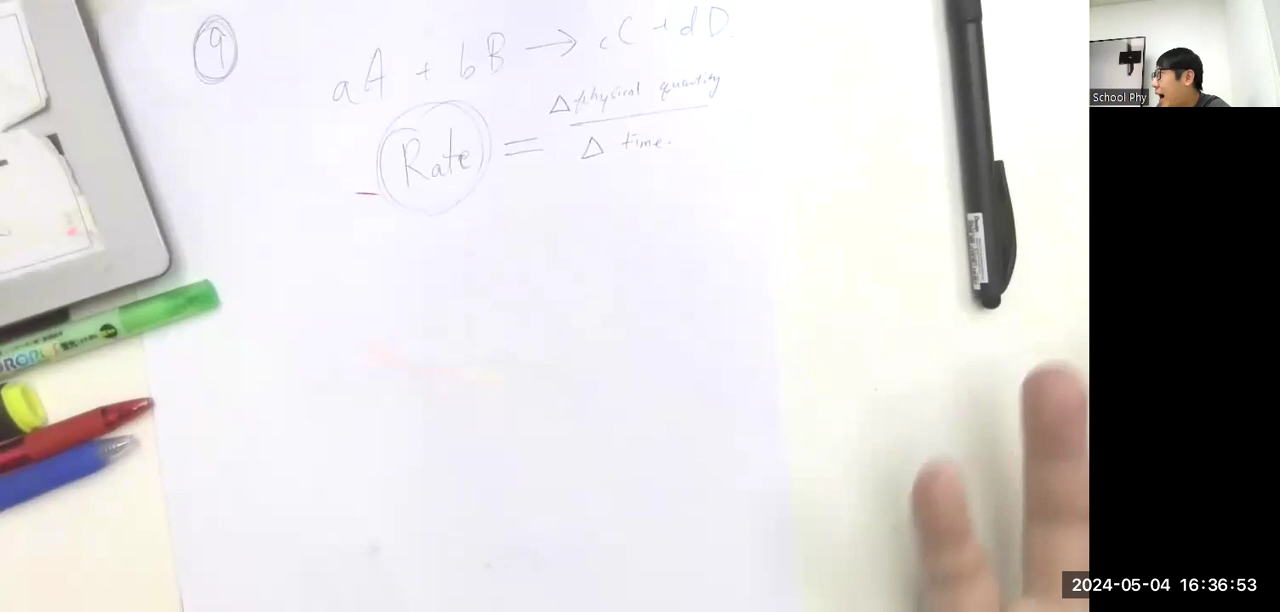 9
aA + bB → cC + dD.
Rate = Δ physical quantity / Δ time.
School Phy
2024-05-04 16:36:53